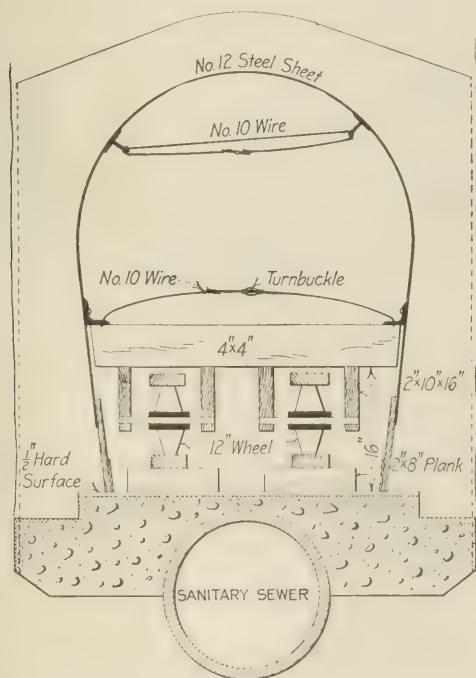 No. 12 Steel Sheet
No. 10 Wire
No. 10 Wire
Turnbuckle
4"x4"
2"x10"x16"
16"
12" Wheel
2"x8" Plank
1/2" Hard
Surface
SANITARY SEWER